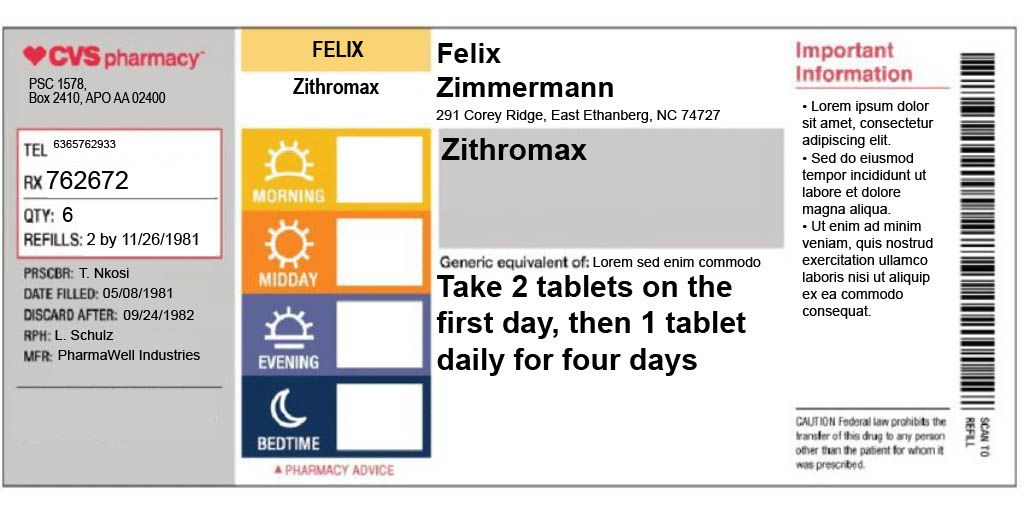 CVS pharmacy
PSC 1578,
Box 2410, APO AA 02400
TEL 6365762933
RX 762672
QTY: 6
REFILLS: 2 by 11/26/1981
PRSCBR: T. Nkosi
DATE FILLED: 05/08/1981
DISCARD AFTER: 09/24/1982
RPH: L. Schulz
MFR: PharmaWell Industries
FELIX
Zithromax
MORNING
MIDDAY
EVENING
BEDTIME
▲ PHARMACY ADVICE
Felix
Zimmermann
291 Corey Ridge, East Ethanberg, NC 74727
Zithromax
Generic equivalent of: Lorem sed enim commodo
Take 2 tablets on the
first day, then 1 tablet
daily for four days
Important
Information
• Lorem ipsum dolor
sit amet, consectetur
adipiscing elit.
• Sed do eiusmod
tempor incididunt ut
labore et dolore
magna aliqua.
• Ut enim ad minim
veniam, quis nostrud
exercitation ullamco
laboris nisi ut aliquip
ex ea commodo
consequat.
CAUTION Federal law prohibits the
transfer of this drug to any person
other than the patient for whom it
was prescribed.
SCAN TO
REFILL